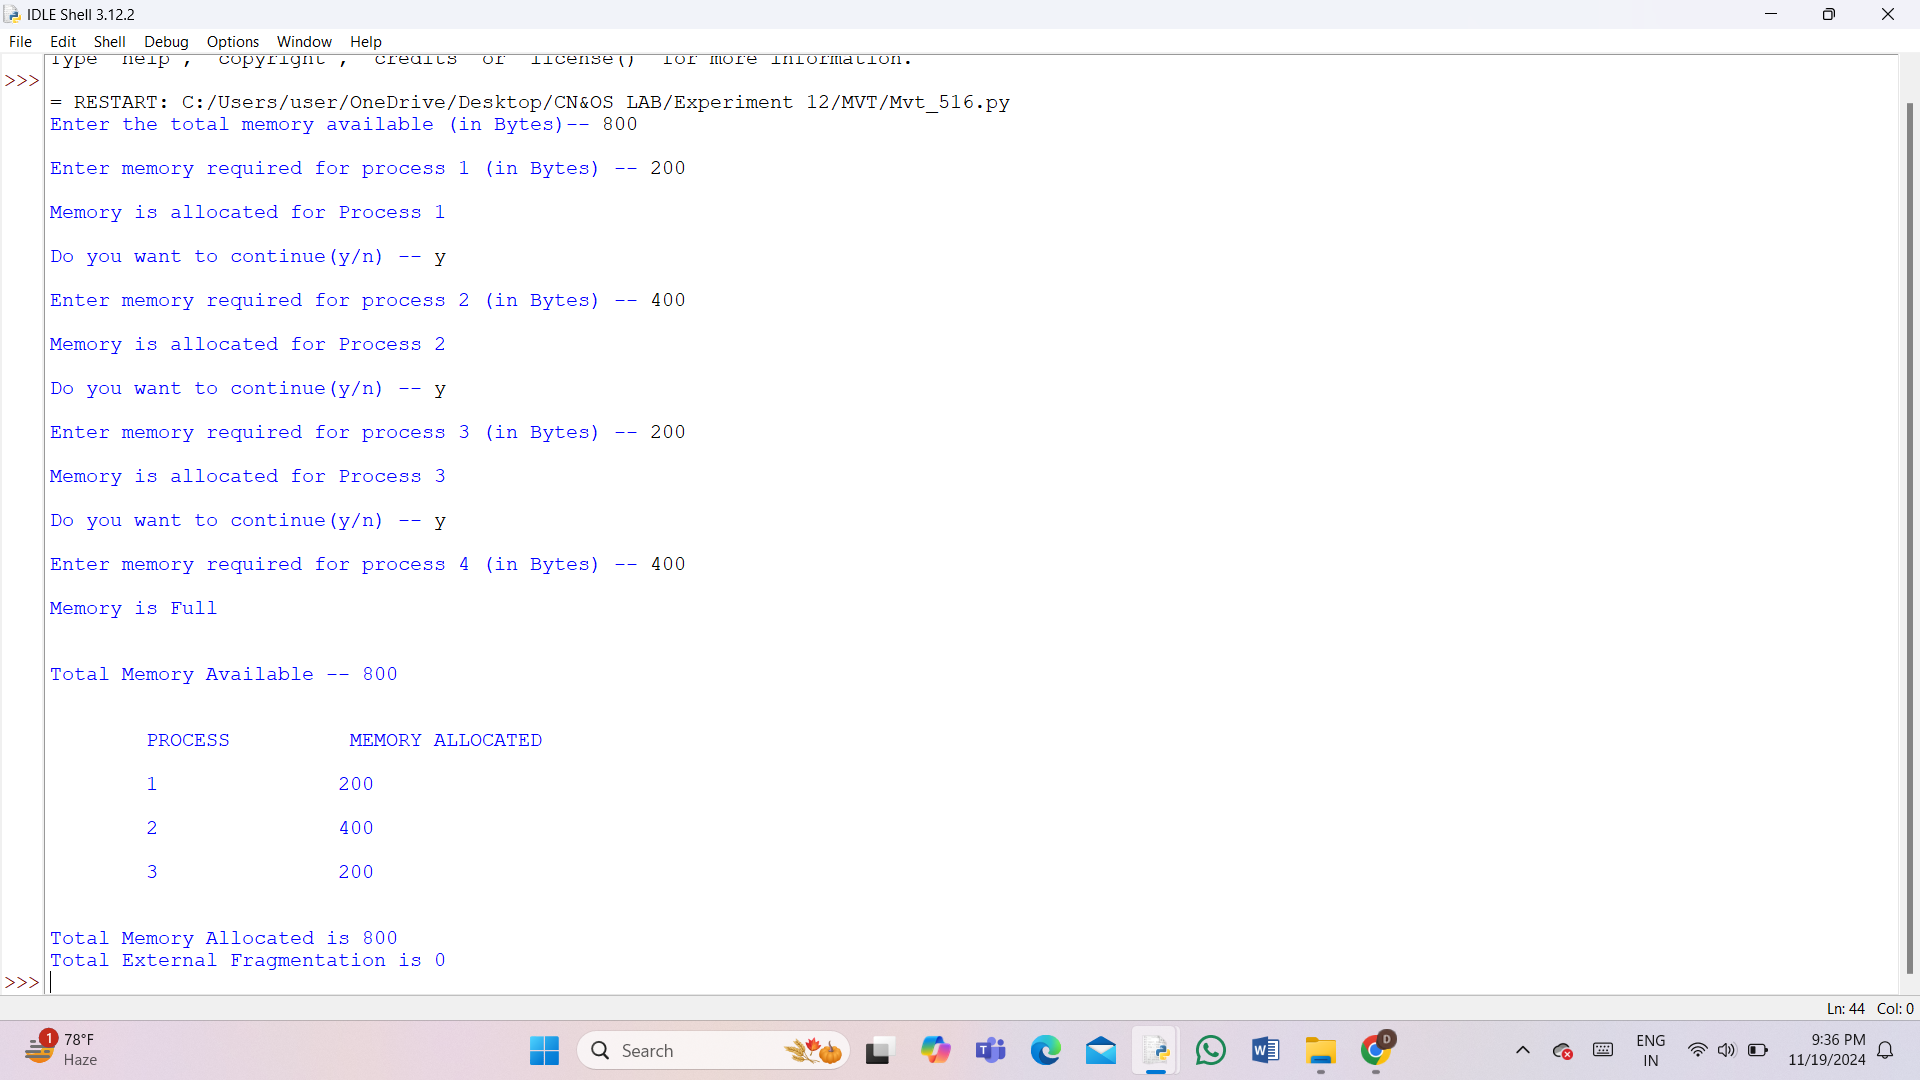 IDLE Shell 3.12.2
File Edit Shell Debug Options Window Help
Type "help", "copyright", "credits" or "license()" for more information.
>>>
= RESTART: C:/Users/user/OneDrive/Desktop/CN&OS LAB/Experiment 12/MVT/Mvt_516.py
Enter the total memory available (in Bytes)-- 800
Enter memory required for process 1 (in Bytes) -- 200
Memory is allocated for Process 1
Do you want to continue(y/n) -- y
Enter memory required for process 2 (in Bytes) -- 400
Memory is allocated for Process 2
Do you want to continue(y/n) -- y
Enter memory required for process 3 (in Bytes) -- 200
Memory is allocated for Process 3
Do you want to continue(y/n) -- y
Enter memory required for process 4 (in Bytes) -- 400
Memory is Full
Total Memory Available -- 800
PROCESS MEMORY ALLOCATED
1 200
2 400
3 200
Total Memory Allocated is 800
Total External Fragmentation is 0
>>>
Ln: 44 Col: 0
1
78°F
Haze
Search
D
ENG
IN
9:36 PM
11/19/2024